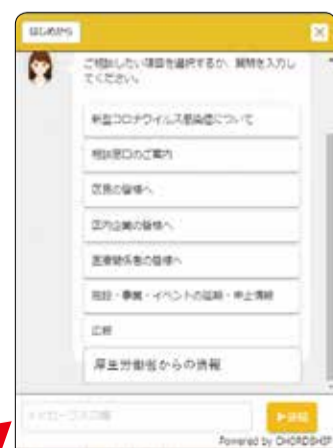 はじめから
ご相談したい項目を選択するか、質問を入力し
てください。
新型コロナウイルス感染症について
相談窓口のご案内
区民の皆様へ
区内企業の皆様へ
医療関係者の皆様へ
施設・事業・イベントの延期・中止情報
広報
厚生労働省からの情報
送信
Powered by CHORDSHIP